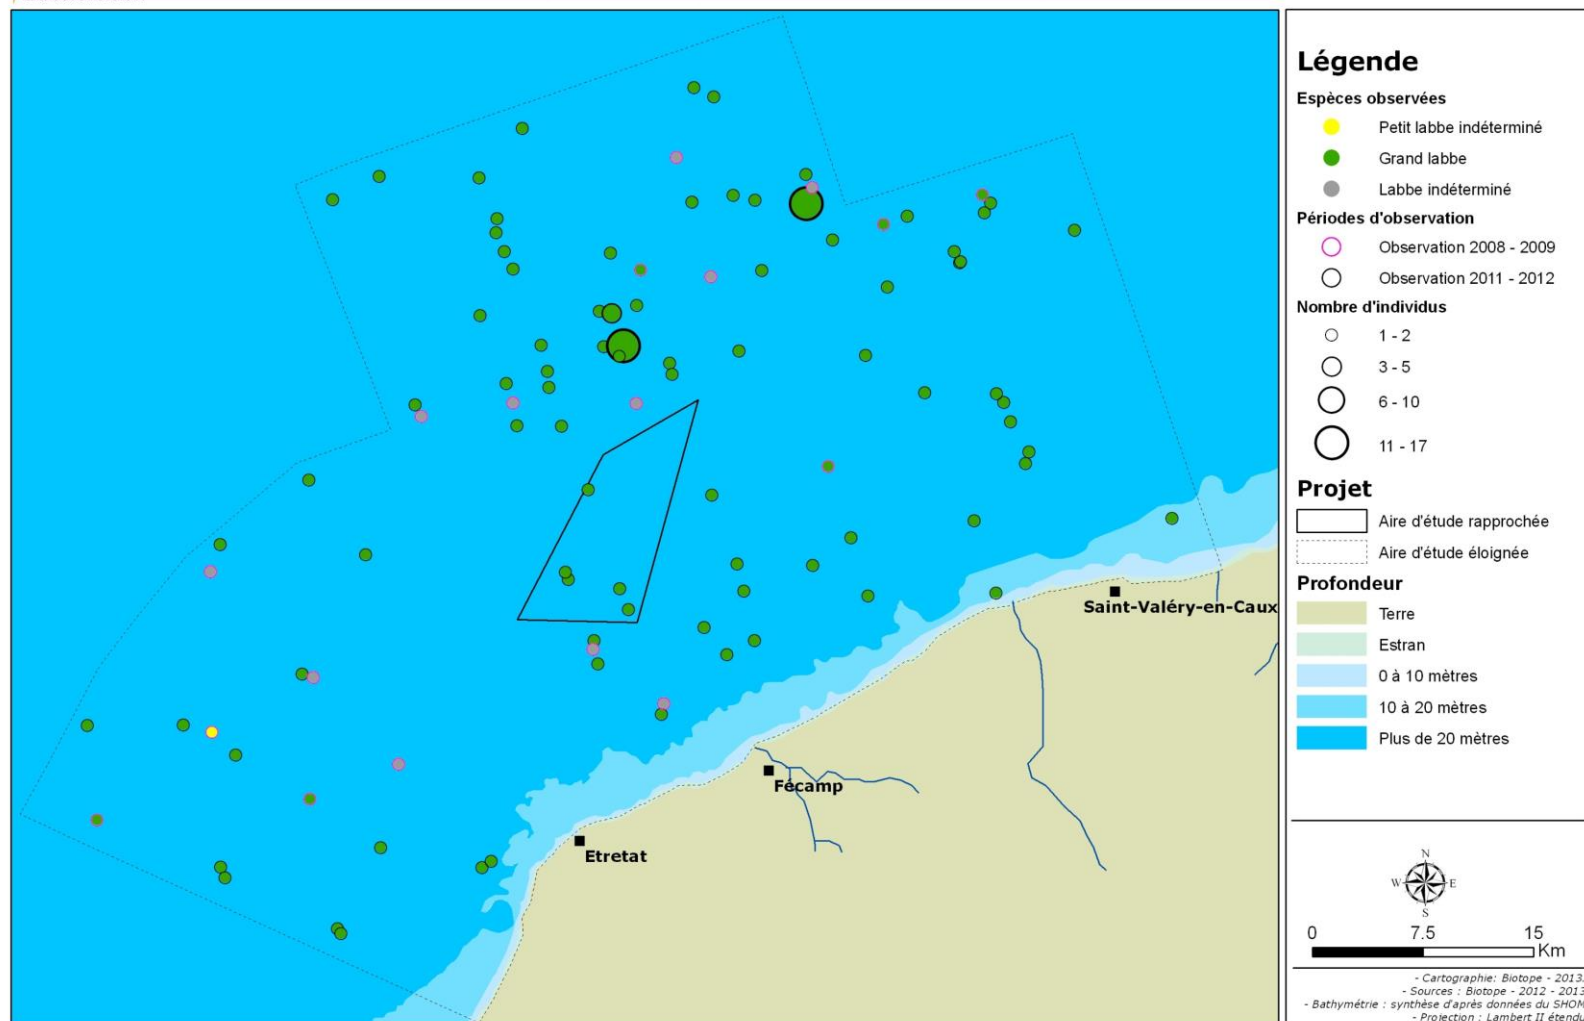 Légende
Espèces observées
Petit labbe indéterminé
Grand labbe
Labbe indéterminé
Périodes d'observation
Observation 2008 - 2009
Observation 2011 - 2012
Nombre d'individus
1 - 2
3 - 5
6 - 10
11 - 17
Projet
Aire d'étude rapprochée
Aire d'étude éloignée
Profondeur
Terre
Estran
0 à 10 mètres
10 à 20 mètres
Plus de 20 mètres
Saint-Valéry-en-Caux
Fécamp
Etretat
N
W E
S
0 7.5 15
Km
- Cartographie: Biotope - 2013.
- Sources : Biotope - 2012 - 2013
- Bathymétrie : synthèse d'après données du SHOM
- Projection : Lambert II étendu